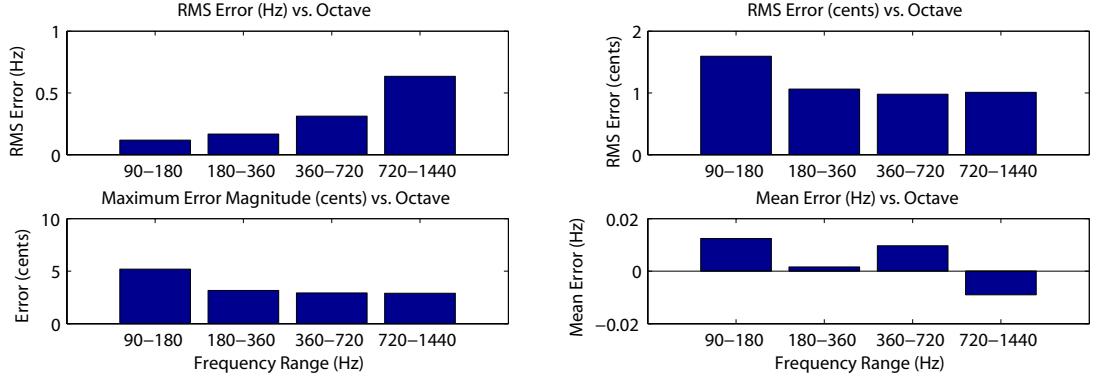 RMS Error (Hz) vs. Octave
1
0.5
0
RMS Error (Hz)
90−180 180−360 360−720 720−1440
RMS Error (cents) vs. Octave
2
1
0
RMS Error (cents)
90−180 180−360 360−720 720−1440
Maximum Error Magnitude (cents) vs. Octave
10
5
0
Error (cents)
90−180 180−360 360−720 720−1440
Frequency Range (Hz)
Mean Error (Hz) vs. Octave
0.02
0
−0.02
Mean Error (Hz)
90−180 180−360 360−720 720−1440
Frequency Range (Hz)